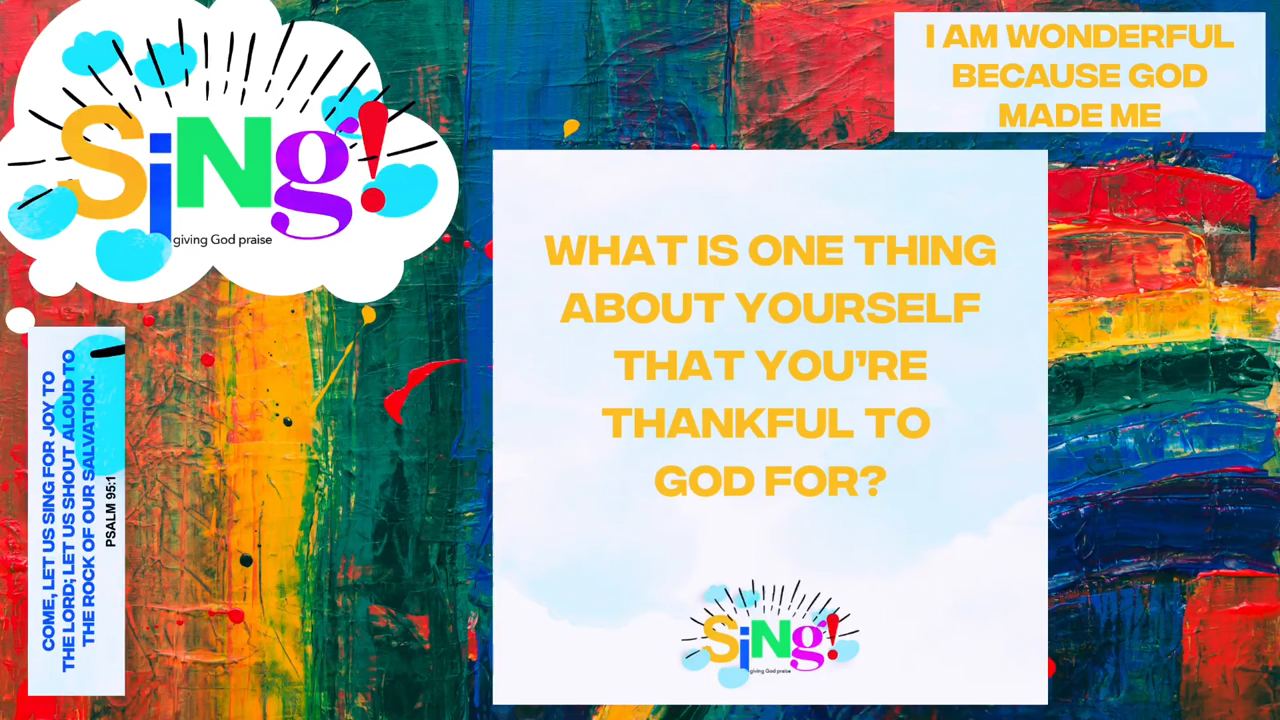 SiNg!
giving God praise
I AM WONDERFUL
BECAUSE GOD
MADE ME
WHAT IS ONE THING
ABOUT YOURSELF
THAT YOU'RE
THANKFUL TO
GOD FOR?
COME, LET US SING FOR JOY TO
THE LORD; LET US SHOUT ALOUD TO
THE ROCK OF OUR SALVATION.
PSALM 95:1
SiNg!
giving God praise